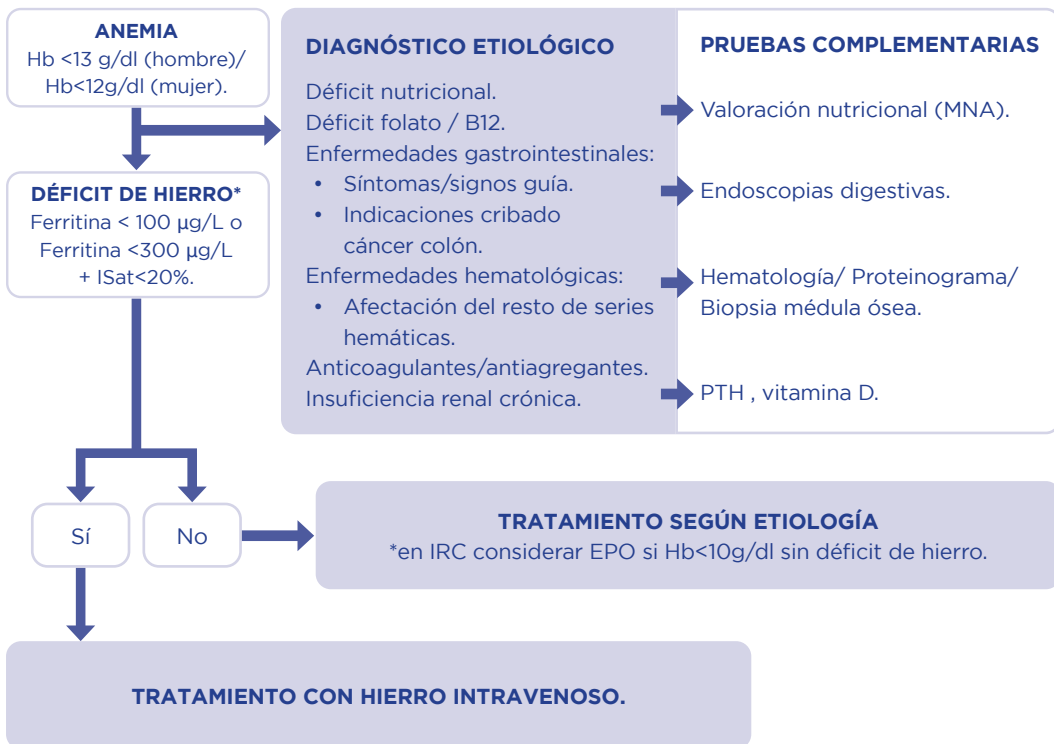 ANEMIA
Hb <13 g/dl (hombre)/
Hb<12g/dl (mujer).
DÉFICIT DE HIERRO*
Ferritina < 100 µg/L o
Ferritina <300 µg/L
+ ISat<20%.
DIAGNÓSTICO ETIOLÓGICO
Déficit nutricional.
Déficit folato / B12.
Enfermedades gastrointestinales:
• Síntomas/signos guía.
• Indicaciones cribado
cáncer colón.
Enfermedades hematológicas:
• Afectación del resto de series
hemáticas.
Anticoagulantes/antiagregantes.
Insuficiencia renal crónica.
PRUEBAS COMPLEMENTARIAS
Valoración nutricional (MNA).
Endoscopias digestivas.
Hematología/ Proteinograma/
Biopsia médula ósea.
PTH , vitamina D.
Sí
No
TRATAMIENTO SEGÚN ETIOLOGÍA
*en IRC considerar EPO si Hb<10g/dl sin déficit de hierro.
TRATAMIENTO CON HIERRO INTRAVENOSO.